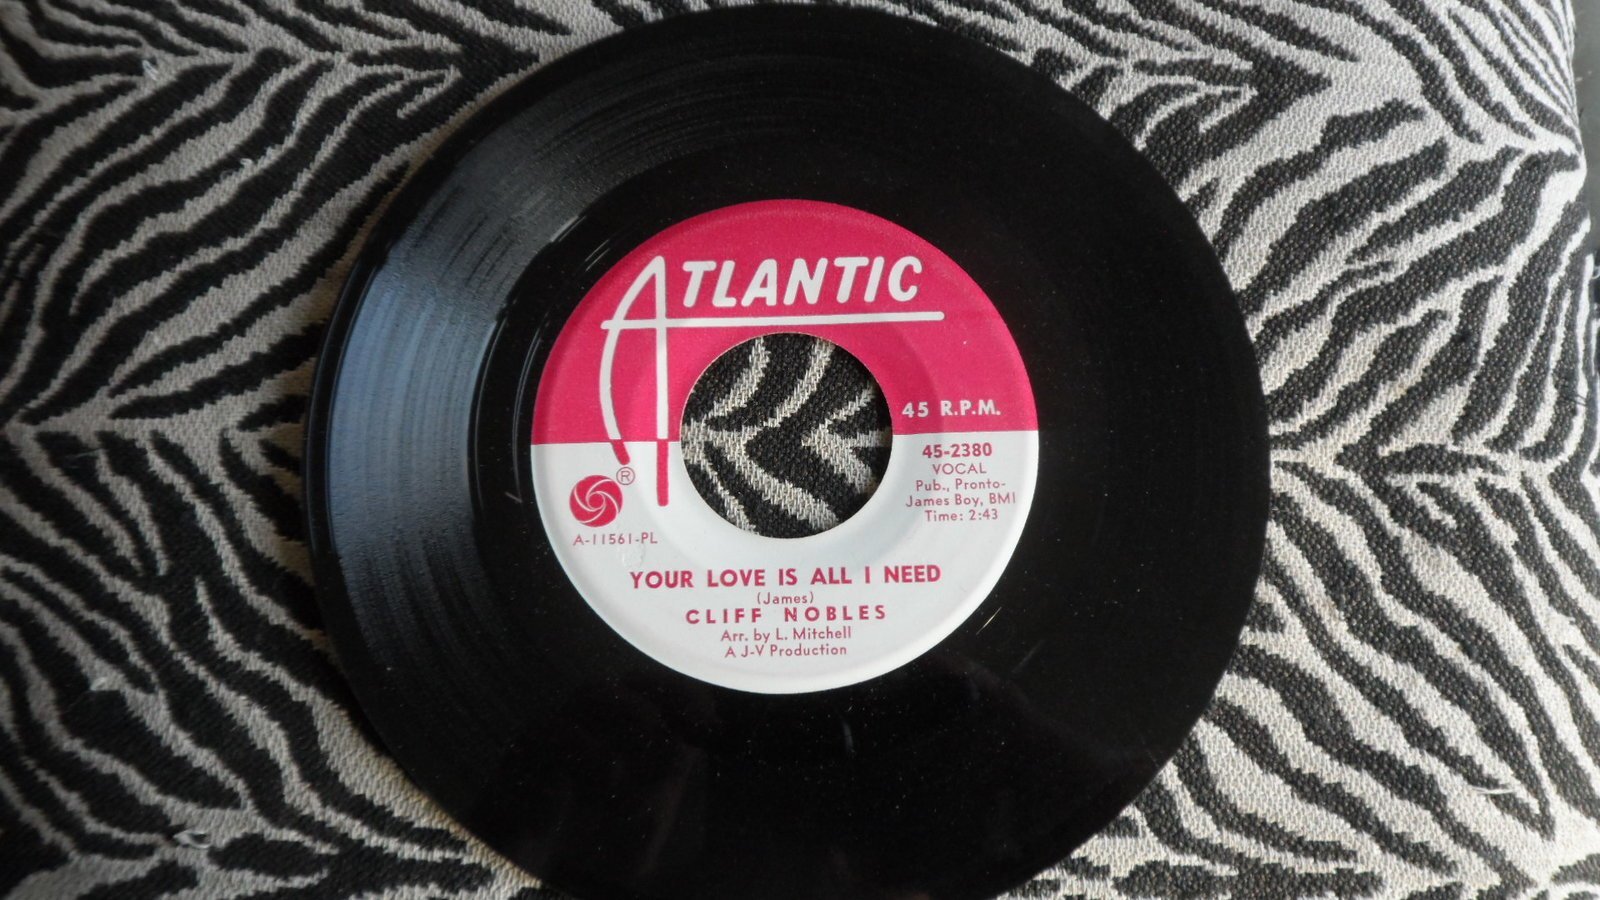 ATLANTIC
45 R.P.M.
45-2380
VOCAL
Pub., Pronto-
James Boy, BMI
Time: 2:43
®
A-11561-PL
YOUR LOVE IS ALL I NEED
(James)
CLIFF NOBLES
Arr. by L. Mitchell
A J-V Production